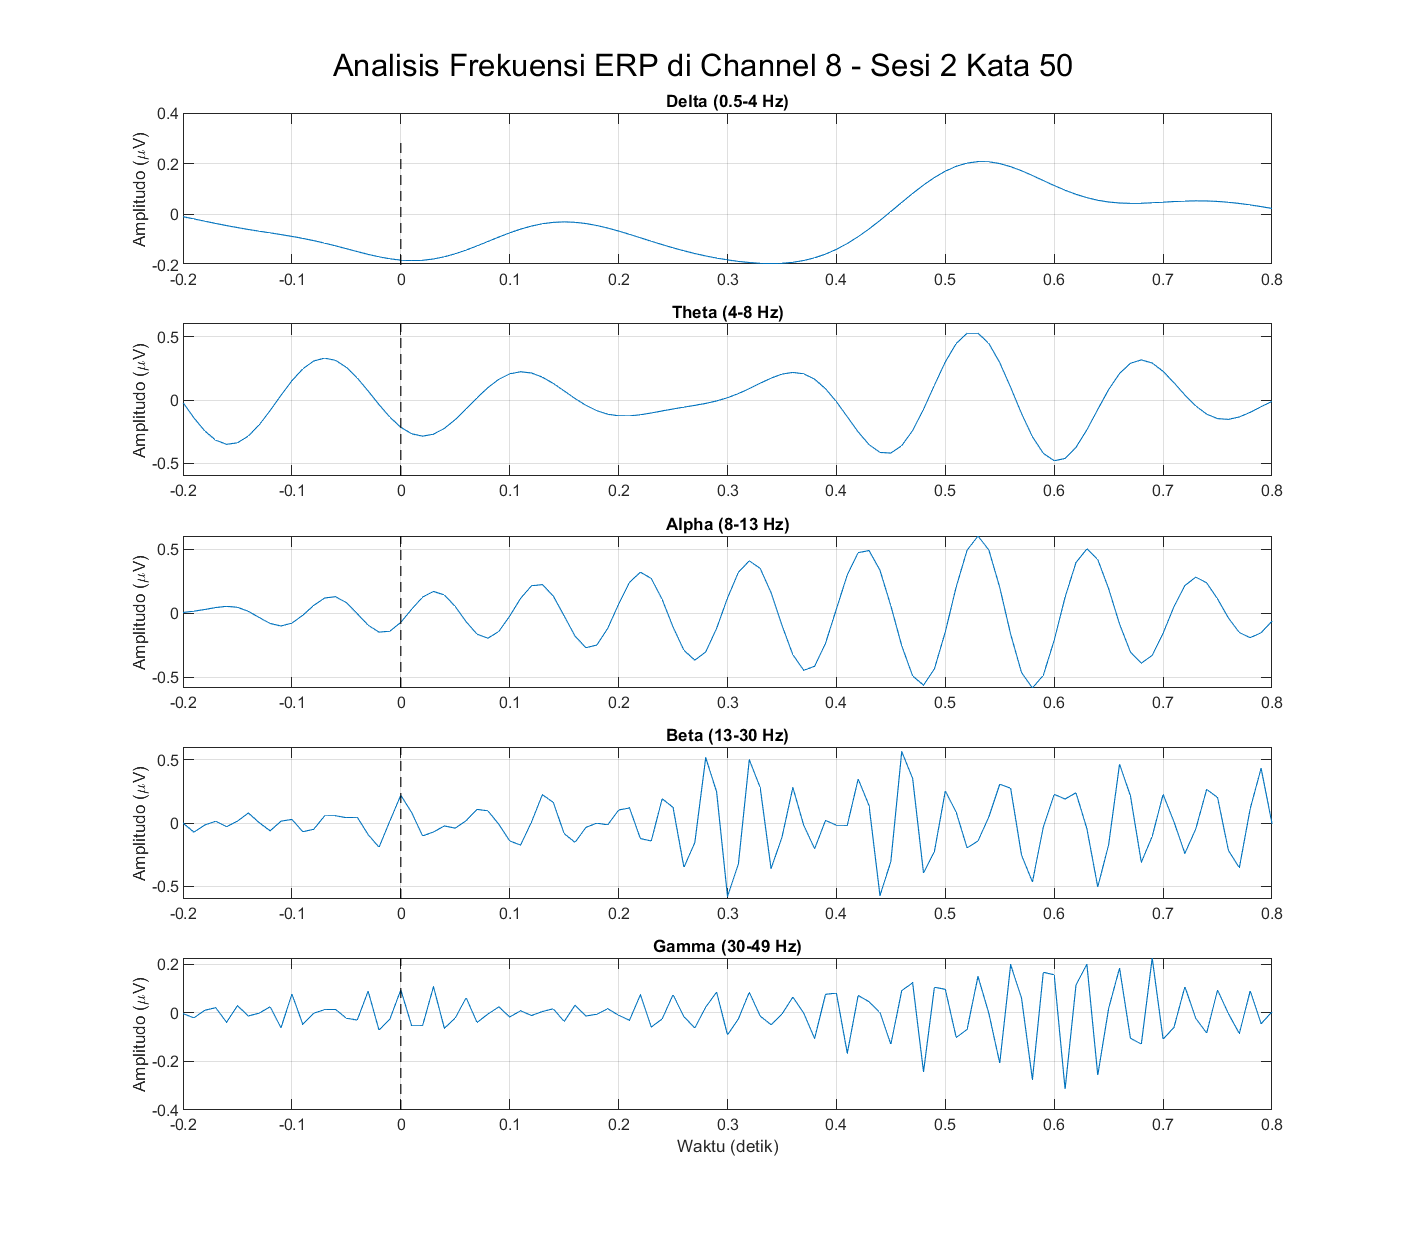 Analisis Frekuensi ERP di Channel 8 - Sesi 2 Kata 50
Delta (0.5-4 Hz)
Amplitudo (μV)
0.4
0.2
0
-0.2
-0.2 -0.1 0 0.1 0.2 0.3 0.4 0.5 0.6 0.7 0.8
Theta (4-8 Hz)
Amplitudo (μV)
0.5
0
-0.5
-0.2 -0.1 0 0.1 0.2 0.3 0.4 0.5 0.6 0.7 0.8
Alpha (8-13 Hz)
Amplitudo (μV)
0.5
0
-0.5
-0.2 -0.1 0 0.1 0.2 0.3 0.4 0.5 0.6 0.7 0.8
Beta (13-30 Hz)
Amplitudo (μV)
0.5
0
-0.5
-0.2 -0.1 0 0.1 0.2 0.3 0.4 0.5 0.6 0.7 0.8
Gamma (30-49 Hz)
Amplitudo (μV)
0.2
0
-0.2
-0.4
-0.2 -0.1 0 0.1 0.2 0.3 0.4 0.5 0.6 0.7 0.8
Waktu (detik)